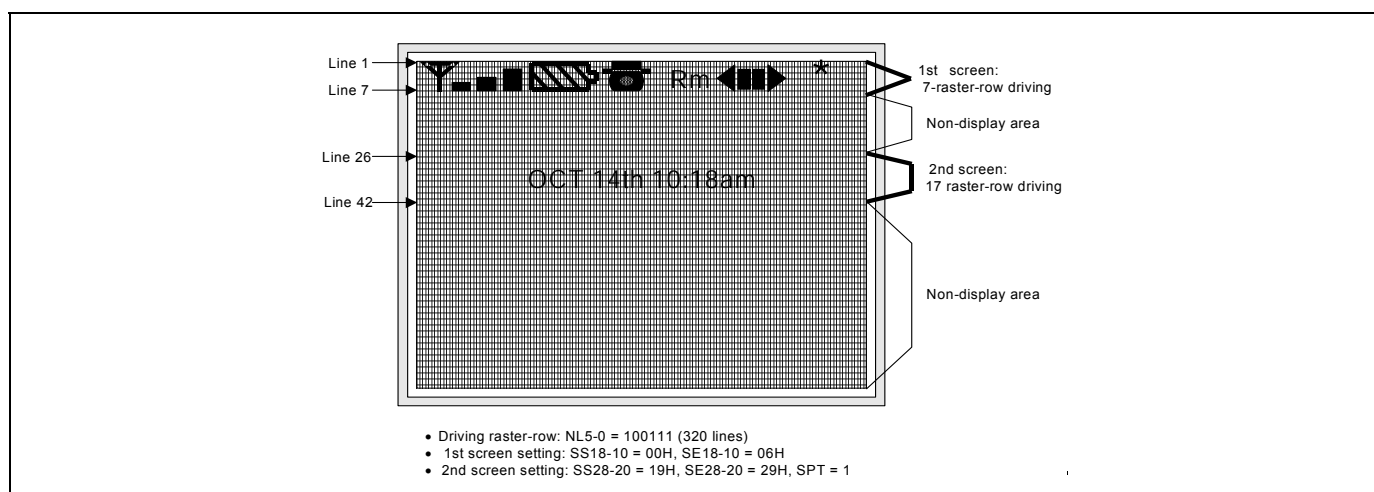 Line 1
Rm
*
1st screen:
7-raster-row driving
Line 7
Non-display area
Line 26
2nd screen:
17 raster-row driving
OCT 14th 10:18am
Line 42
Non-display area
• Driving raster-row: NL5-0 = 100111 (320 lines)
• 1st screen setting: SS18-10 = 00H, SE18-10 = 06H
• 2nd screen setting: SS28-20 = 19H, SE28-20 = 29H, SPT = 1